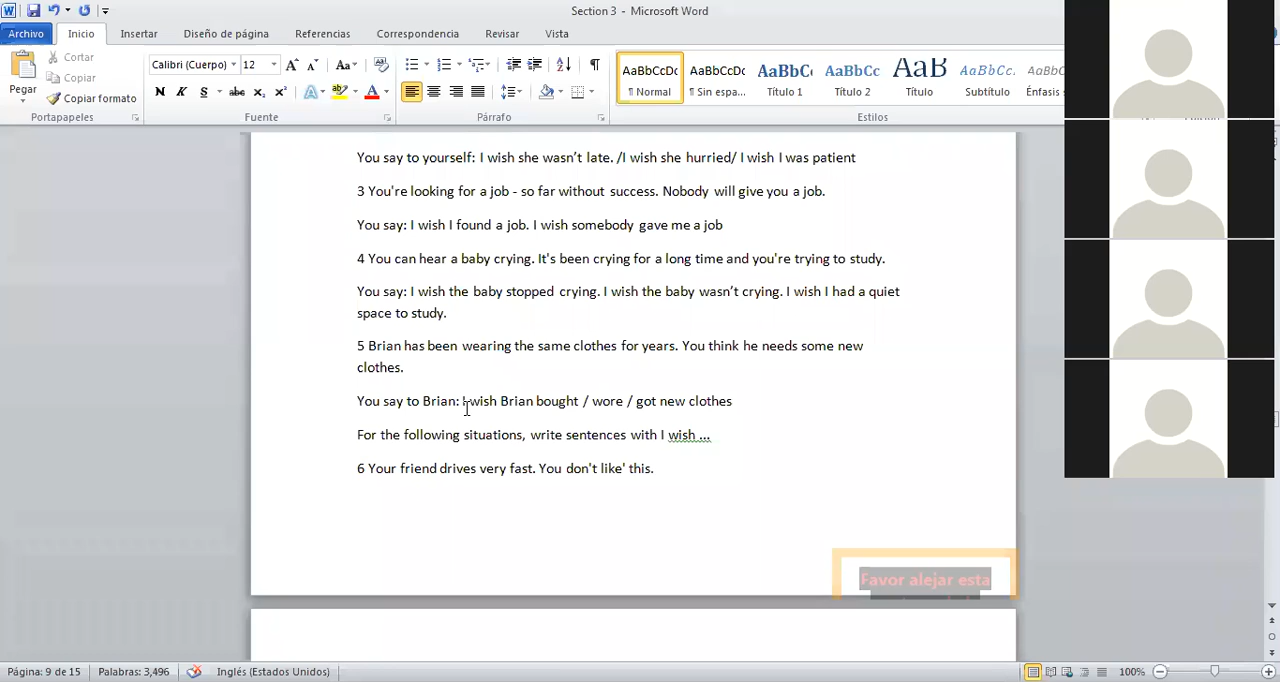 Section 3 - Microsoft Word
Archivo Inicio Insertar Diseño de página Referencias Correspondencia Revisar Vista
Cortar
Copiar
Copiar formato
Pegar
Portapapeles
Calibri (Cuerpo) 12
N K S abc x₂ x²
Fuente
Párrafo
AaBbCcDc AaBbCcDc AaBbCc AaBbCc AaB AaBbCc. AaBbCc
¶ Normal ¶ Sin espa... Título 1 Título 2 Título Subtítulo Énfasis
Estilos
You say to yourself: I wish she wasn’t late. /I wish she hurried/ I wish I was patient
3 You're looking for a job - so far without success. Nobody will give you a job.
You say: I wish I found a job. I wish somebody gave me a job
4 You can hear a baby crying. It's been crying for a long time and you're trying to study.
You say: I wish the baby stopped crying. I wish the baby wasn’t crying. I wish I had a quiet
space to study.
5 Brian has been wearing the same clothes for years. You think he needs some new
clothes.
You say to Brian: I wish Brian bought / wore / got new clothes
For the following situations, write sentences with I wish ...
6 Your friend drives very fast. You don't like' this.
Favor alejar esta
Página: 9 de 15 Palabras: 3,496 Inglés (Estados Unidos) 100%